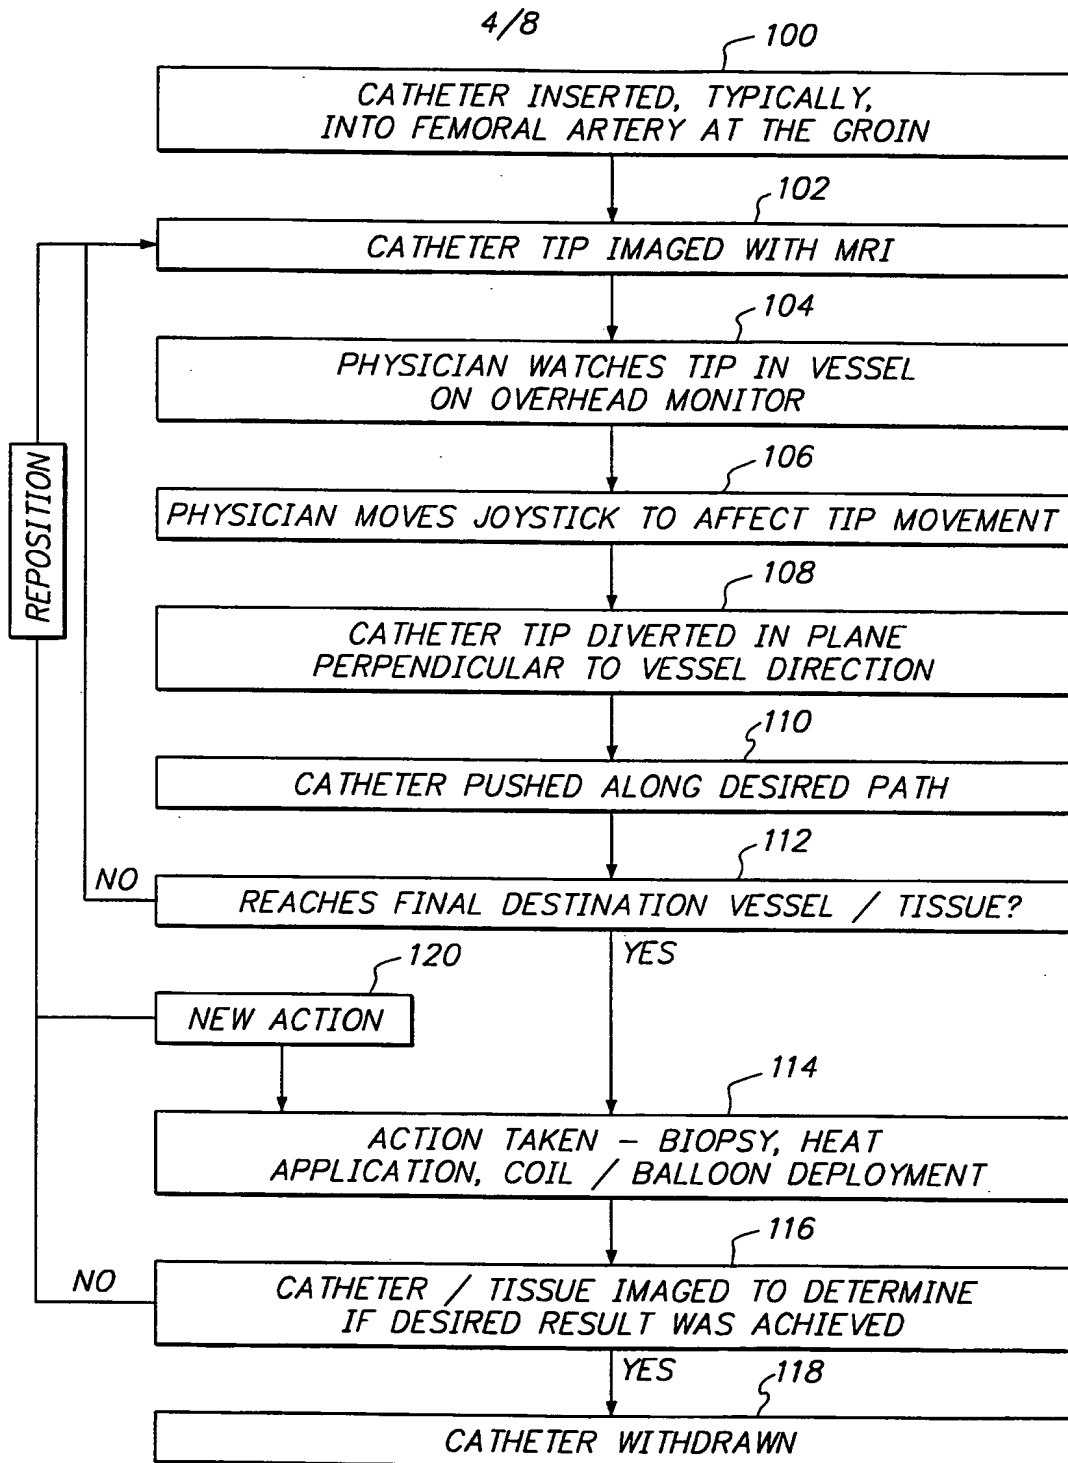 4/8
100
CATHETER INSERTED, TYPICALLY,
INTO FEMORAL ARTERY AT THE GROIN
102
CATHETER TIP IMAGED WITH MRI
104
PHYSICIAN WATCHES TIP IN VESSEL
ON OVERHEAD MONITOR
REPOSITION
106
PHYSICIAN MOVES JOYSTICK TO AFFECT TIP MOVEMENT
108
CATHETER TIP DIVERTED IN PLANE
PERPENDICULAR TO VESSEL DIRECTION
110
CATHETER PUSHED ALONG DESIRED PATH
112
NO
REACHES FINAL DESTINATION VESSEL / TISSUE?
YES
120
NEW ACTION
114
ACTION TAKEN – BIOPSY, HEAT
APPLICATION, COIL / BALLOON DEPLOYMENT
116
NO
CATHETER / TISSUE IMAGED TO DETERMINE
IF DESIRED RESULT WAS ACHIEVED
YES
118
CATHETER WITHDRAWN